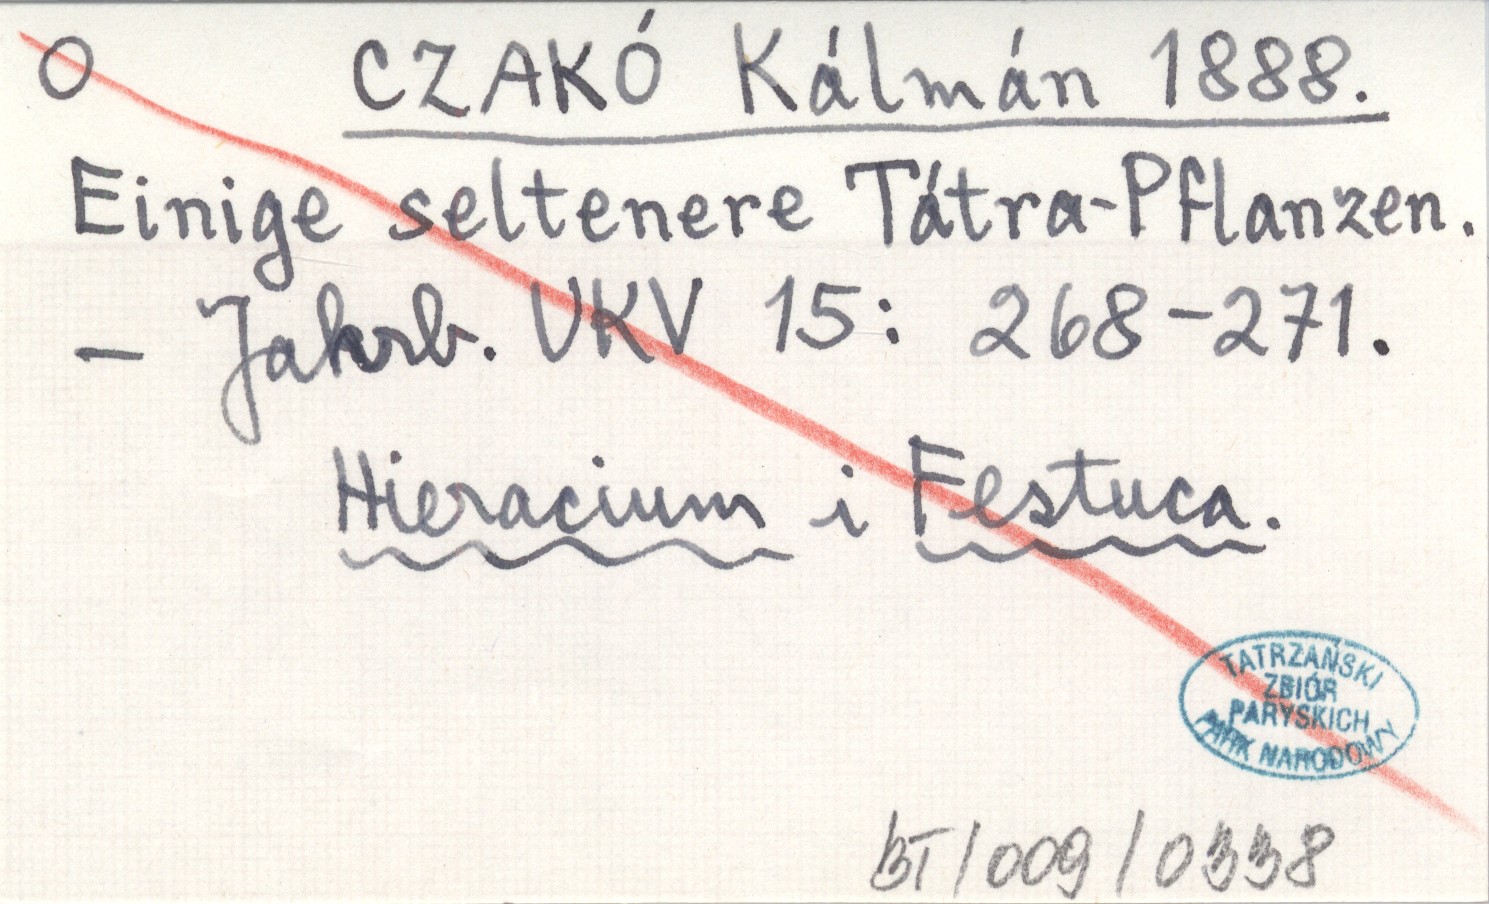 O CZAKÓ Kálmán 1888.
Einige seltenere Tátra-Pflanzen.
– Jahrb. UKV 15: 268-271.
Hieracium i Festuca.
TATRZAŃSKI
ZBIÓR
PARYSKICH
PARK NARODOWY
BT/009/0338